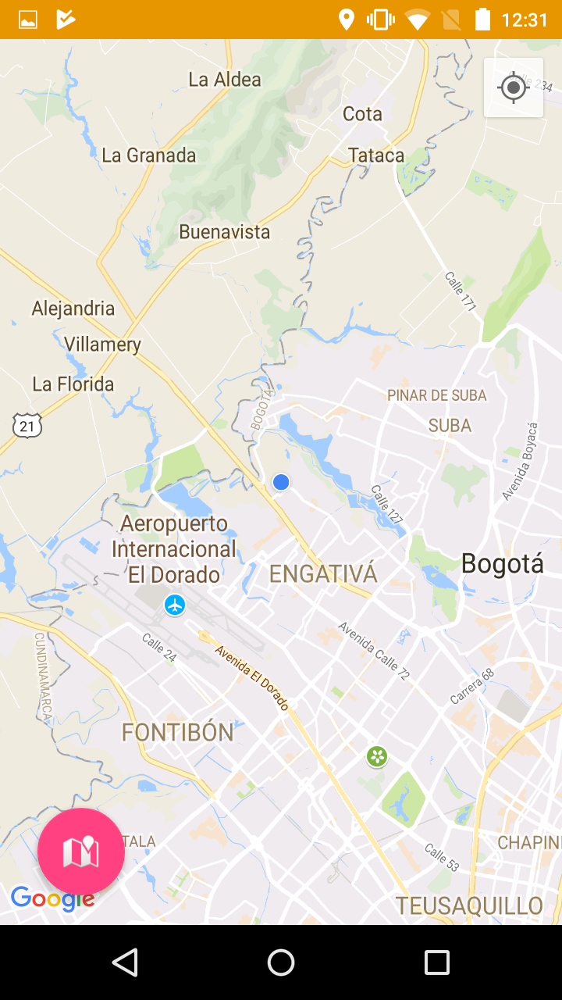 12:31
La Aldea
Calle 234
Cota
La Granada
Tataca
Buenavista
Calle 171
Alejandria
Villamery
La Florida
PINAR DE SUBA
BOGOTÁ
21
SUBA
Avenida Boyacá
Calle 127
Aeropuerto
Internacional
El Dorado
ENGATIVÁ
Bogotá
Calle 24
Avenida Calle 72
CUNDINAMARCA
Avenida El Dorado
Carrera 68
FONTIBÓN
TALA
CHAPIN
Calle 53
Google
TEUSAQUILLO